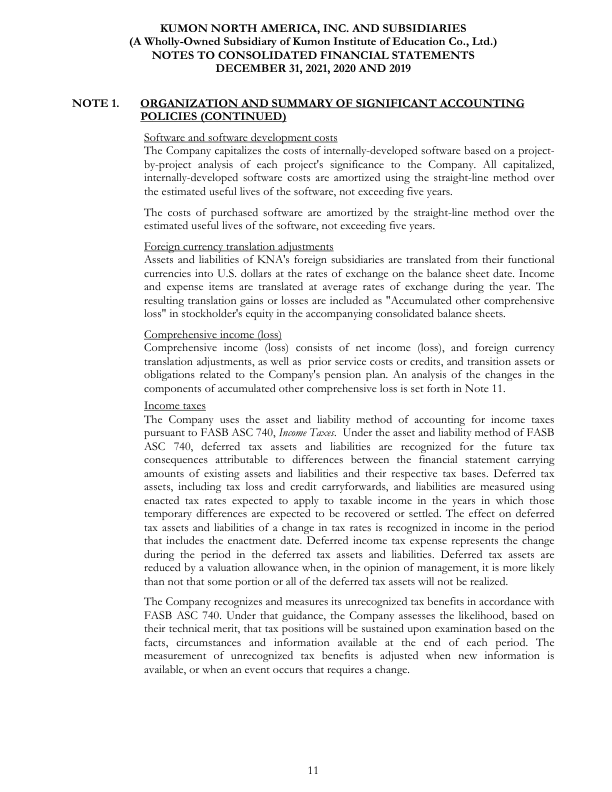 KUMON NORTH AMERICA, INC. AND SUBSIDIARIES
(A Wholly-Owned Subsidiary of Kumon Institute of Education Co., Ltd.)
NOTES TO CONSOLIDATED FINANCIAL STATEMENTS
DECEMBER 31, 2021, 2020 AND 2019
NOTE 1. ORGANIZATION AND SUMMARY OF SIGNIFICANT ACCOUNTING
POLICIES (CONTINUED)
Software and software development costs
The Company capitalizes the costs of internally-developed software based on a project-
by-project analysis of each project's significance to the Company. All capitalized,
internally-developed software costs are amortized using the straight-line method over
the estimated useful lives of the software, not exceeding five years.
The costs of purchased software are amortized by the straight-line method over the
estimated useful lives of the software, not exceeding five years.
Foreign currency translation adjustments
Assets and liabilities of KNA's foreign subsidiaries are translated from their functional
currencies into U.S. dollars at the rates of exchange on the balance sheet date. Income
and expense items are translated at average rates of exchange during the year. The
resulting translation gains or losses are included as "Accumulated other comprehensive
loss" in stockholder's equity in the accompanying consolidated balance sheets.
Comprehensive income (loss)
Comprehensive income (loss) consists of net income (loss), and foreign currency
translation adjustments, as well as prior service costs or credits, and transition assets or
obligations related to the Company's pension plan. An analysis of the changes in the
components of accumulated other comprehensive loss is set forth in Note 11.
Income taxes
The Company uses the asset and liability method of accounting for income taxes
pursuant to FASB ASC 740, Income Taxes. Under the asset and liability method of FASB
ASC 740, deferred tax assets and liabilities are recognized for the future tax
consequences attributable to differences between the financial statement carrying
amounts of existing assets and liabilities and their respective tax bases. Deferred tax
assets, including tax loss and credit carryforwards, and liabilities are measured using
enacted tax rates expected to apply to taxable income in the years in which those
temporary differences are expected to be recovered or settled. The effect on deferred
tax assets and liabilities of a change in tax rates is recognized in income in the period
that includes the enactment date. Deferred income tax expense represents the change
during the period in the deferred tax assets and liabilities. Deferred tax assets are
reduced by a valuation allowance when, in the opinion of management, it is more likely
than not that some portion or all of the deferred tax assets will not be realized.
The Company recognizes and measures its unrecognized tax benefits in accordance with
FASB ASC 740. Under that guidance, the Company assesses the likelihood, based on
their technical merit, that tax positions will be sustained upon examination based on the
facts, circumstances and information available at the end of each period. The
measurement of unrecognized tax benefits is adjusted when new information is
available, or when an event occurs that requires a change.
11